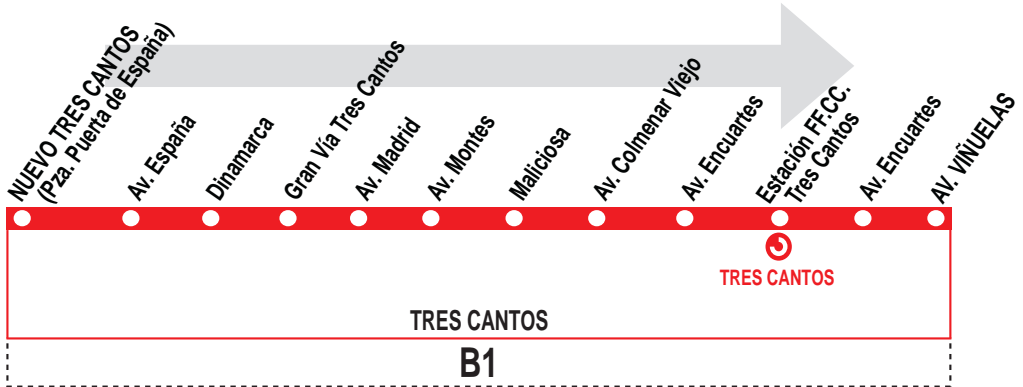 NUEVO TRES CANTOS
(Pza. Puerta de España)
Av. España
Dinamarca
Gran Vía Tres Cantos
Av. Madrid
Av. Montes
Maliciosa
Av. Colmenar Viejo
Av. Encuartes
Estación FF.CC.
Tres Cantos
Av. Encuartes
AV. VIÑUELAS
TRES CANTOS
TRES CANTOS
B1